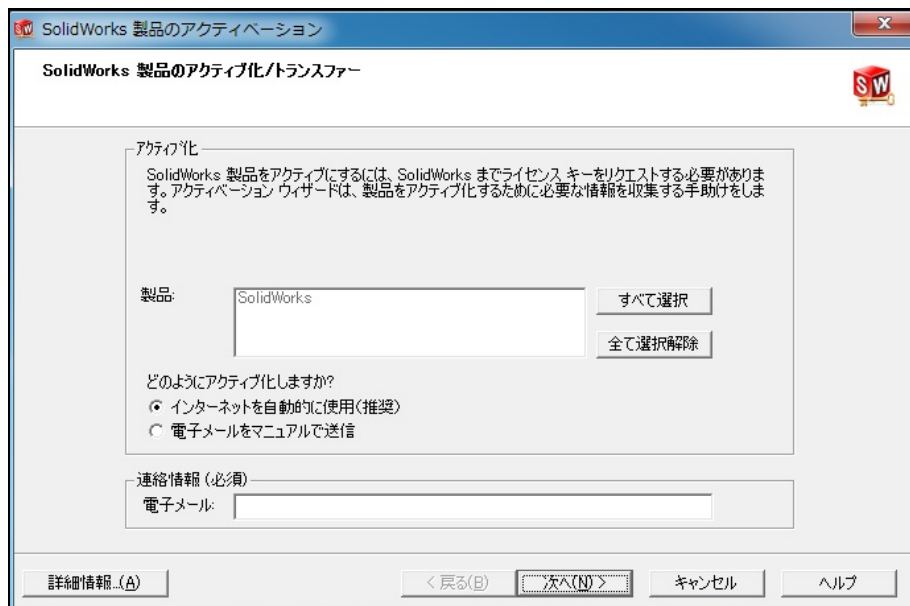 SolidWorks 製品のアクティベーション
SolidWorks 製品のアクティブ化/トランスファー
SW
アクティブ化
SolidWorks 製品をアクティブにするには、SolidWorks までライセンス キーをリクエストする必要がありま
す。アクティベーション ウィザードは、製品をアクティブ化するために必要な情報を収集する手助けをしま
す。
製品:
SolidWorks
すべて選択
全て選択解除
どのようにアクティブ化しますか?
インターネットを自動的に使用(推奨)
電子メールをマニュアルで送信
連絡情報(必須)
電子メール:
詳細情報...(A)
< 戻る(B)
次へ(N) >
キャンセル
ヘルプ